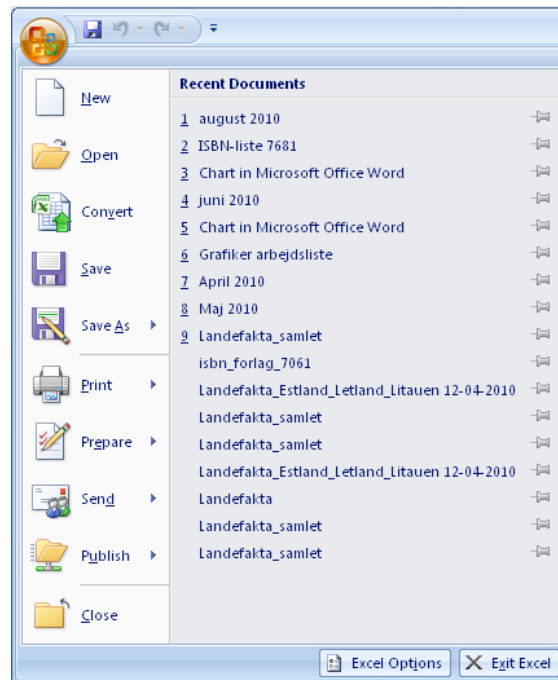 New
Open
Convert
Save
Save As
Print
Prepare
Send
Publish
Close
Recent Documents
1 august 2010
2 ISBN-liste 7681
3 Chart in Microsoft Office Word
4 juni 2010
5 Chart in Microsoft Office Word
6 Grafiker arbejdsliste
7 April 2010
8 Maj 2010
9 Landefakta_samlet
isbn_forlag_7061
Landefakta_Estland_Letland_Litauen 12-04-2010
Landefakta_samlet
Landefakta_samlet
Landefakta_Estland_Letland_Litauen 12-04-2010
Landefakta
Landefakta_samlet
Landefakta_samlet
Excel Options
Exit Excel